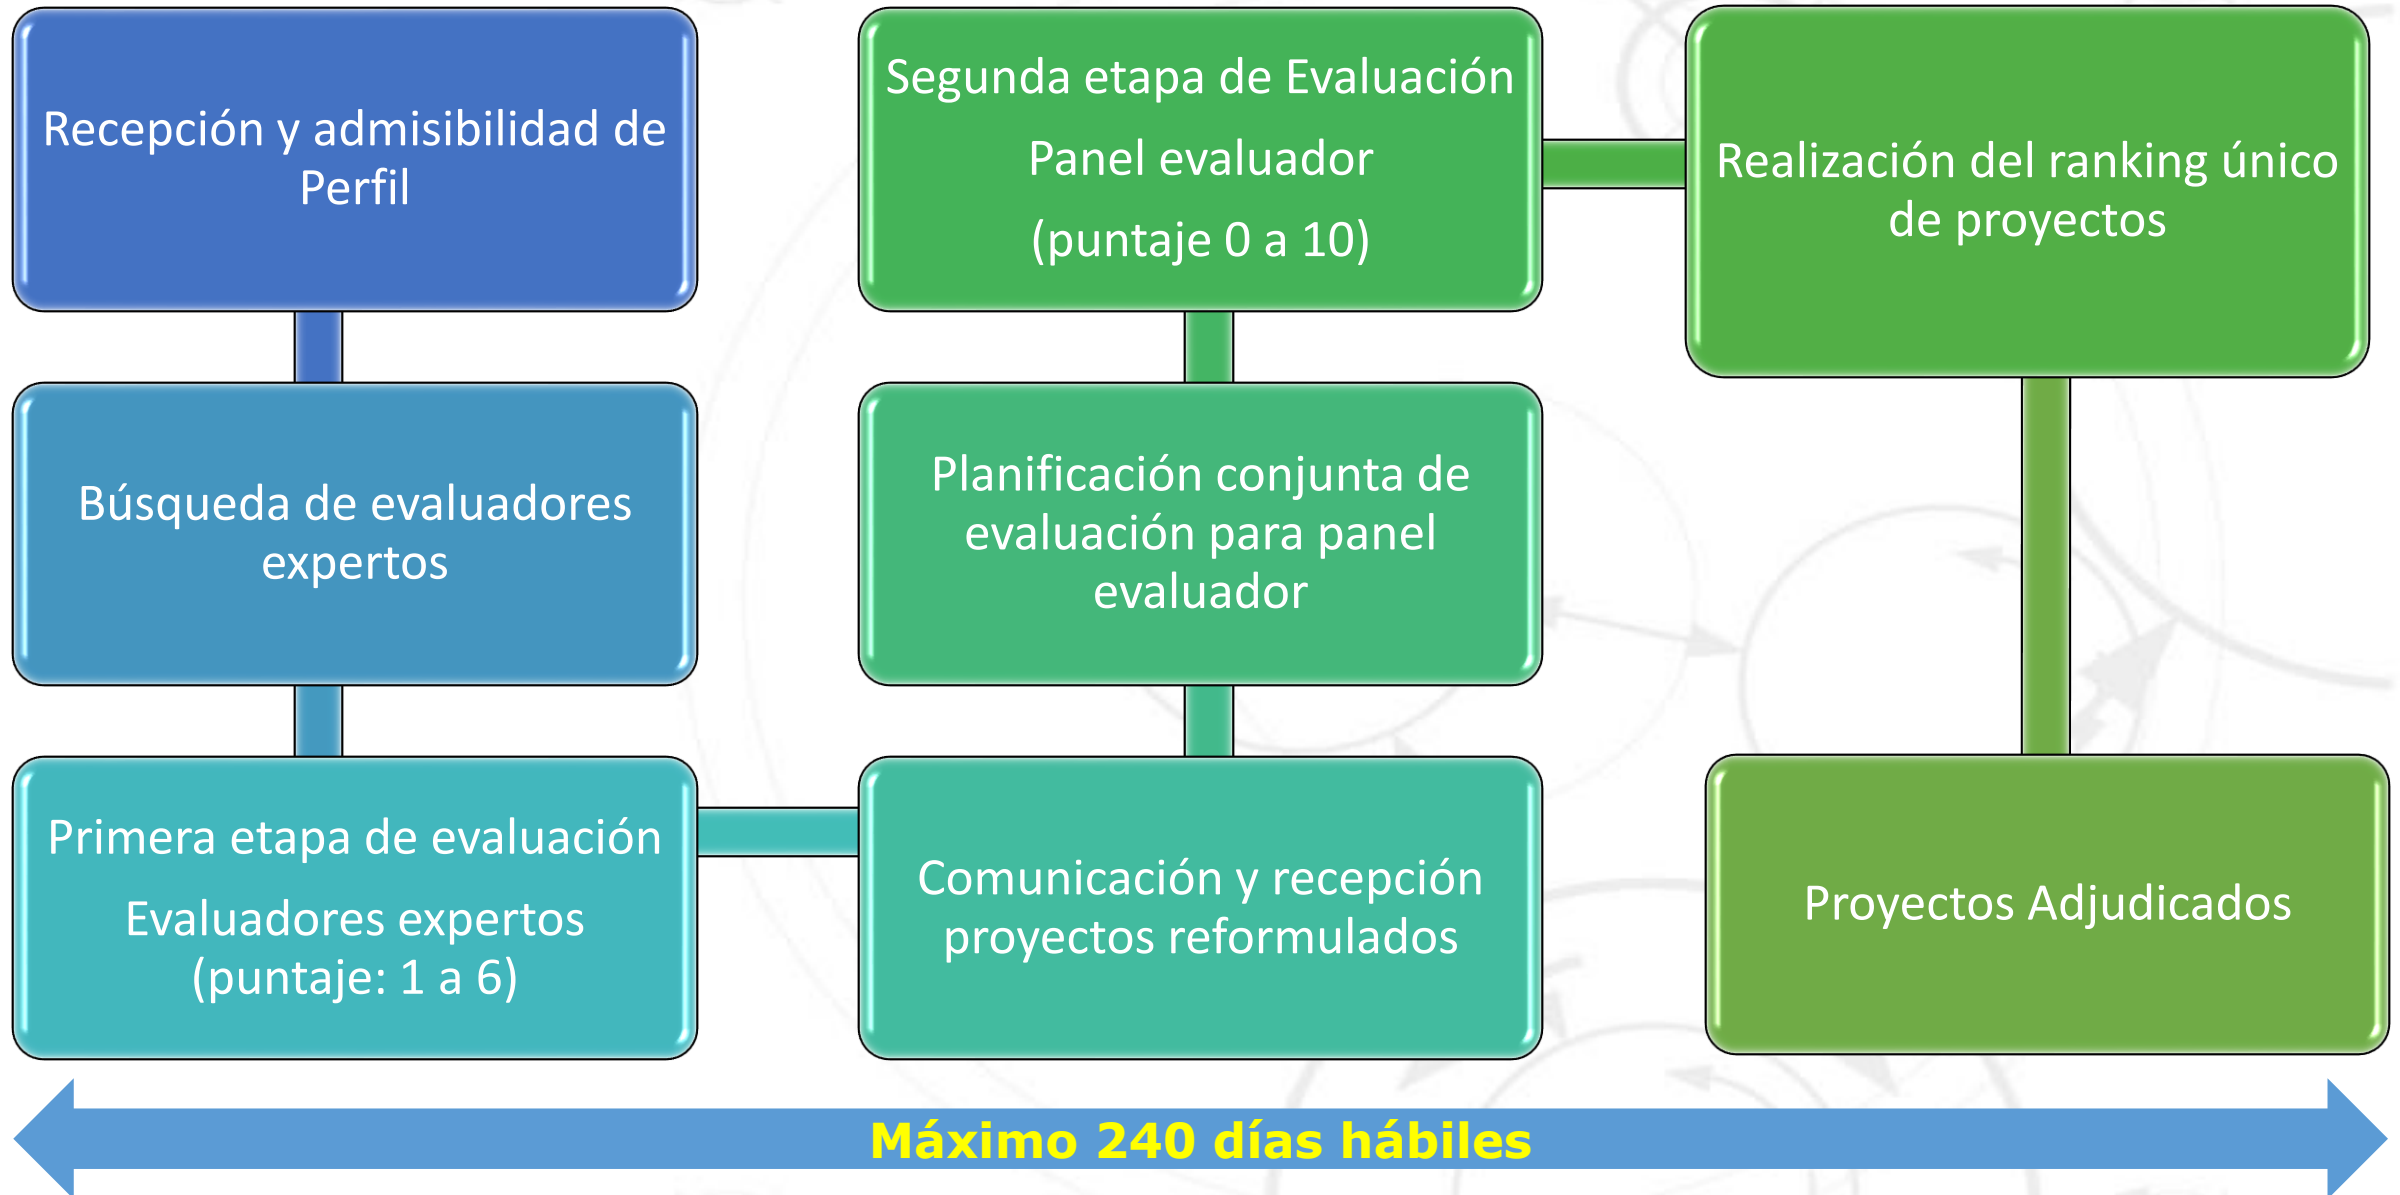 Recepción y admisibilidad de
Perfil
Búsqueda de evaluadores
expertos
Primera etapa de evaluación
Evaluadores expertos
(puntaje: 1 a 6)
Comunicación y recepción
proyectos reformulados
Planificación conjunta de
evaluación para panel
evaluador
Segunda etapa de Evaluación
Panel evaluador
(puntaje 0 a 10)
Realización del ranking único
de proyectos
Proyectos Adjudicados
Máximo 240 días hábiles